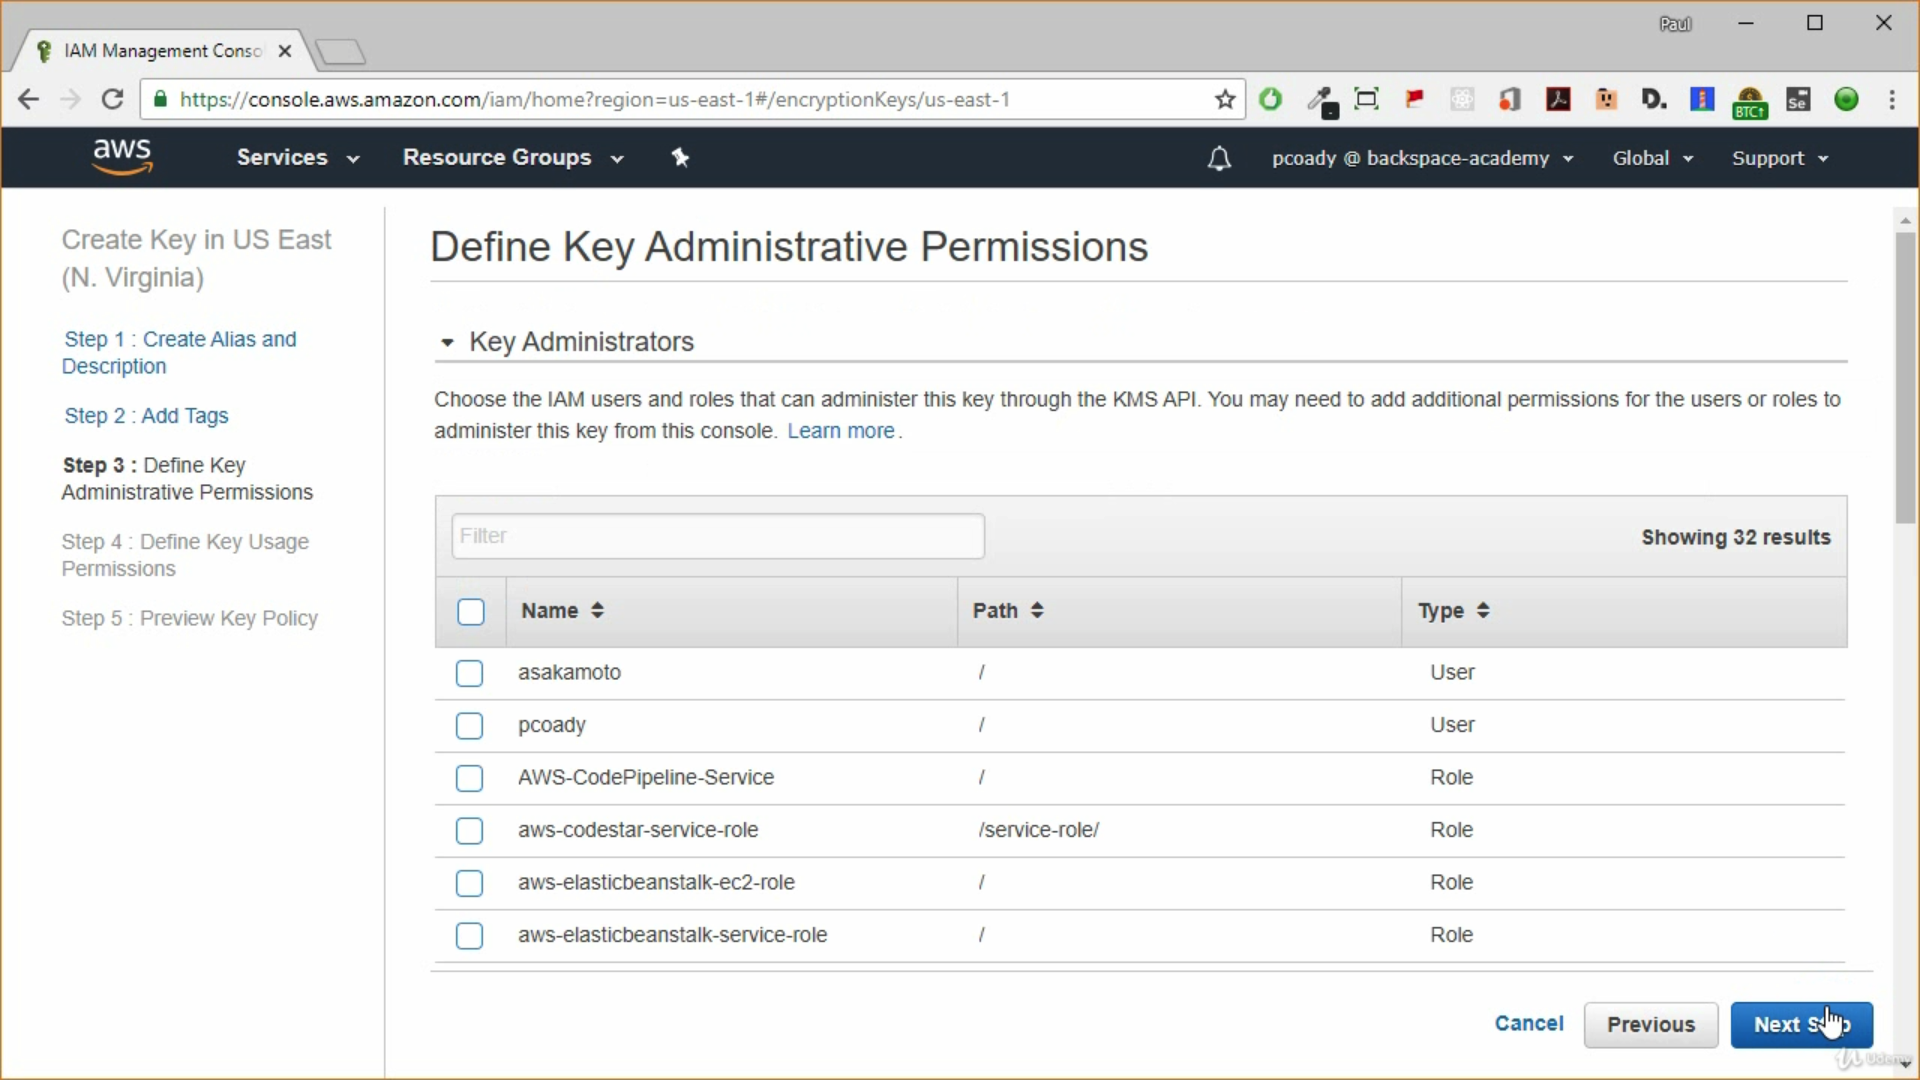 Paul
IAM Management Conso
https://console.aws.amazon.com/iam/home?region=us-east-1#/encryptionKeys/us-east-1
D.
BTC↑
Se
aws
Services
Resource Groups
pcoady @ backspace-academy
Global
Support
Create Key in US East
(N. Virginia)
Step 1 : Create Alias and
Description
Step 2 : Add Tags
Step 3 : Define Key
Administrative Permissions
Step 4 : Define Key Usage
Permissions
Step 5 : Preview Key Policy
Define Key Administrative Permissions
Key Administrators
Choose the IAM users and roles that can administer this key through the KMS API. You may need to add additional permissions for the users or roles to
administer this key from this console. Learn more.
Filter
Showing 32 results
Name Path Type
asakamoto / User
pcoady / User
AWS-CodePipeline-Service / Role
aws-codestar-service-role /service-role/ Role
aws-elasticbeanstalk-ec2-role / Role
aws-elasticbeanstalk-service-role / Role
Cancel
Previous
Next Step
Udemy